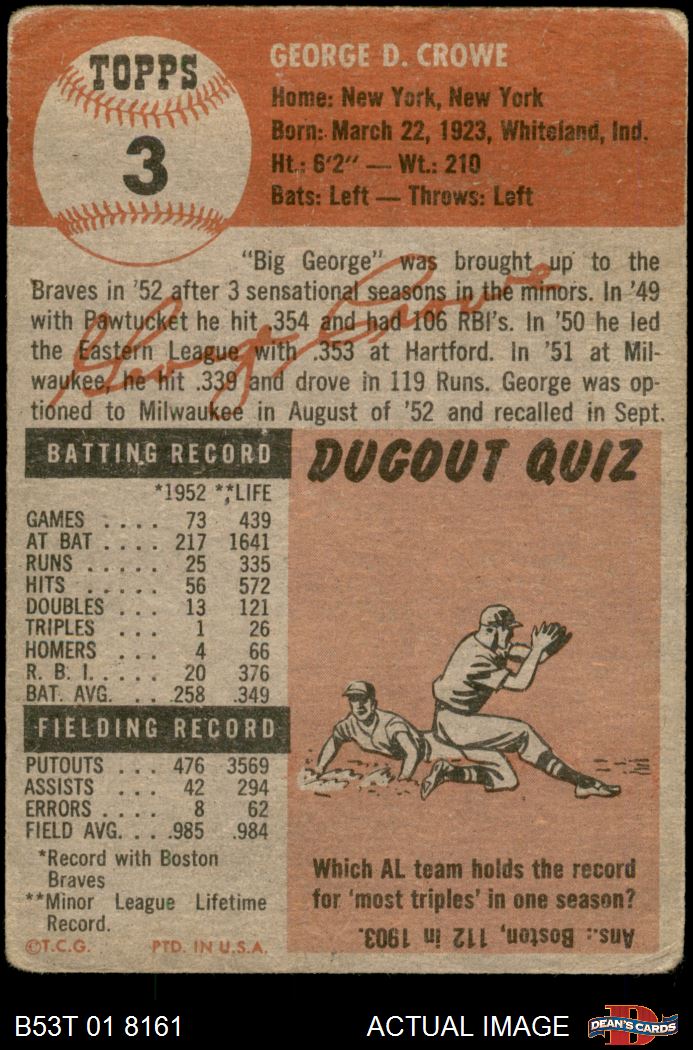 TOPPS
3
GEORGE D. CROWE
Home: New York, New York
Born: March 22, 1923, Whiteland, Ind.
Ht.: 6'2" — Wt.: 210
Bats: Left — Throws: Left
"Big George" was brought up to the
Braves in '52 after 3 sensational seasons in the minors. In '49
with Pawtucket he hit .354 and had 106 RBI's. In '50 he led
the Eastern League with .353 at Hartford. In '51 at Mil-
waukee, he hit .339 and drove in 119 Runs. George was op-
tioned to Milwaukee in August of '52 and recalled in Sept.
George Crowe
BATTING RECORD
*1952 **LIFE
GAMES .... 73 439
AT BAT .... 217 1641
RUNS ..... 25 335
HITS ..... 56 572
DOUBLES ... 13 121
TRIPLES ... 1 26
HOMERS ... 4 66
R. B. I. .... 20 376
BAT. AVG. ... .258 .349
FIELDING RECORD
PUTOUTS ... 476 3569
ASSISTS ... 42 294
ERRORS ... 8 62
FIELD AVG. ... .985 .984
*Record with Boston
Braves
**Minor League Lifetime
Record.
©T.C.G. PTD. IN U.S.A.
DUGOUT QUIZ
Which AL team holds the record
for 'most triples' in one season?
Ans.: Boston, 112 in 1903.
B53T 01 8161
ACTUAL IMAGE
D
DEAN'S CARDS